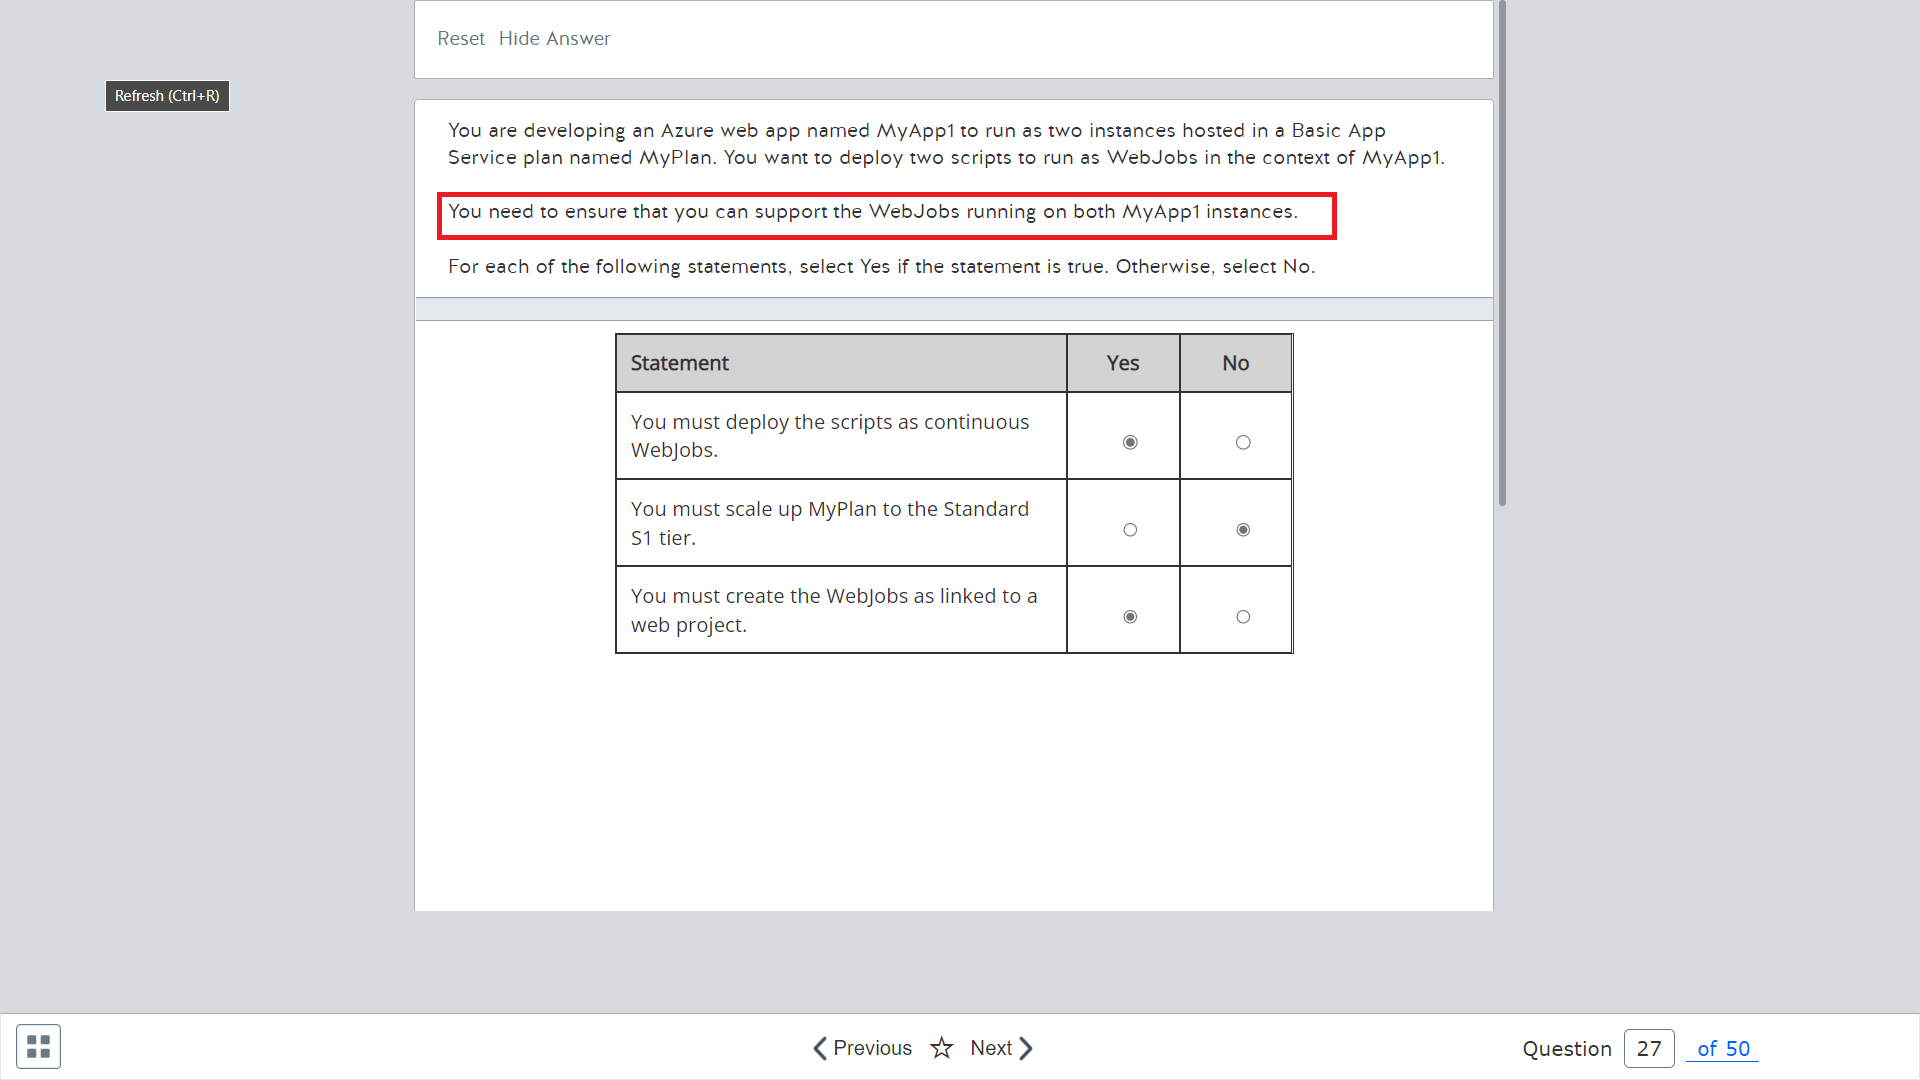 Reset Hide Answer
Refresh (Ctrl+R)
You are developing an Azure web app named MyApp1 to run as two instances hosted in a Basic App
Service plan named MyPlan. You want to deploy two scripts to run as WebJobs in the context of MyApp1.
You need to ensure that you can support the WebJobs running on both MyApp1 instances.
For each of the following statements, select Yes if the statement is true. Otherwise, select No.
Statement Yes No
You must deploy the scripts as continuous
WebJobs.
You must scale up MyPlan to the Standard
S1 tier.
You must create the WebJobs as linked to a
web project.
Previous Next
Question 27 of 50